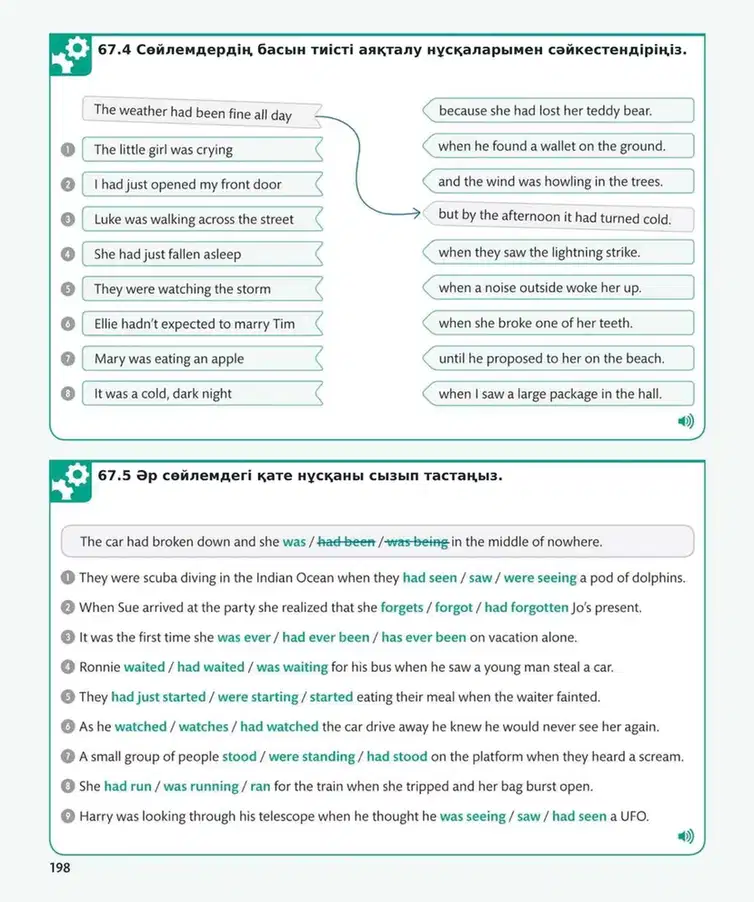 67.4 Сөйлемдердің басын тиісті аяқталу нұсқаларымен сәйкестендіріңіз.
The weather had been fine all day
1 The little girl was crying
2 I had just opened my front door
3 Luke was walking across the street
4 She had just fallen asleep
5 They were watching the storm
6 Ellie hadn't expected to marry Tim
7 Mary was eating an apple
8 It was a cold, dark night
because she had lost her teddy bear.
when he found a wallet on the ground.
and the wind was howling in the trees.
but by the afternoon it had turned cold.
when they saw the lightning strike.
when a noise outside woke her up.
when she broke one of her teeth.
until he proposed to her on the beach.
when I saw a large package in the hall.
67.5 Әр сөйлемдегі қате нұсқаны сызып тастаңыз.
The car had broken down and she was / had been / was being in the middle of nowhere.
1 They were scuba diving in the Indian Ocean when they had seen / saw / were seeing a pod of dolphins.
2 When Sue arrived at the party she realized that she forgets / forgot / had forgotten Jo's present.
3 It was the first time she was ever / had ever been / has ever been on vacation alone.
4 Ronnie waited / had waited / was waiting for his bus when he saw a young man steal a car.
5 They had just started / were starting / started eating their meal when the waiter fainted.
6 As he watched / watches / had watched the car drive away he knew he would never see her again.
7 A small group of people stood / were standing / had stood on the platform when they heard a scream.
8 She had run / was running / ran for the train when she tripped and her bag burst open.
9 Harry was looking through his telescope when he thought he was seeing / saw / had seen a UFO.
198